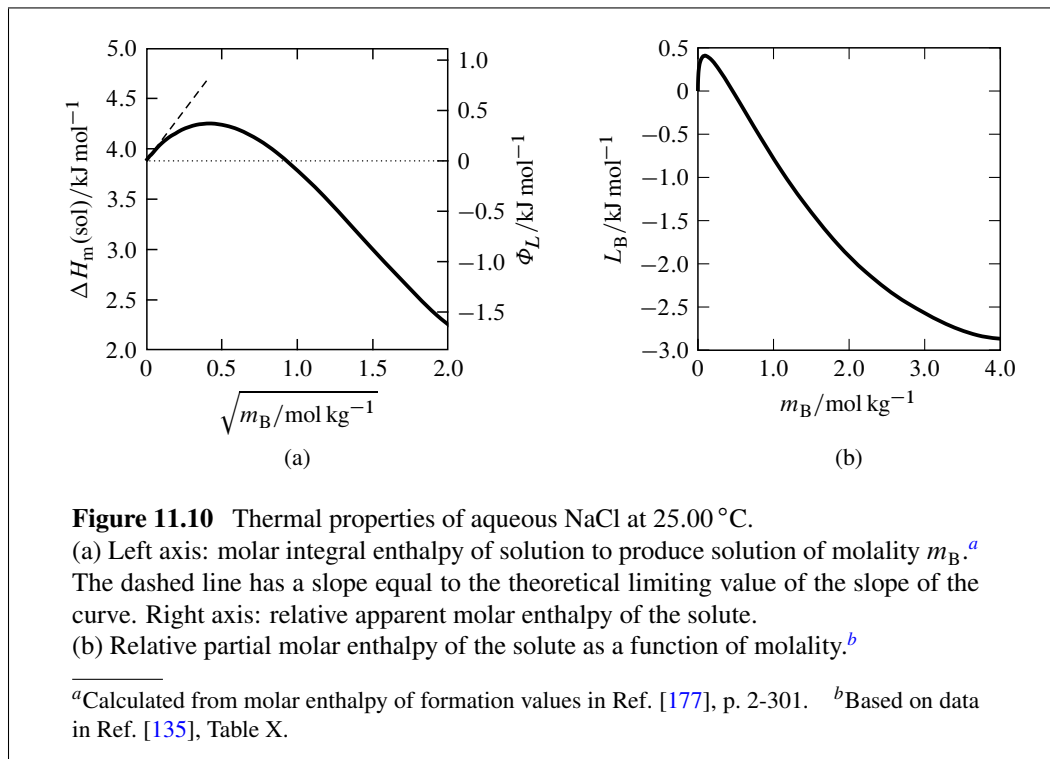 5.0
4.5
4.0
3.5
3.0
2.5
2.0
ΔH_m(sol)/kJ mol⁻¹
1.0
0.5
0
−0.5
−1.0
−1.5
Φ_L/kJ mol⁻¹
0 0.5 1.0 1.5 2.0
√(m_B/mol kg⁻¹)
(a)
0.5
0
−0.5
−1.0
−1.5
−2.0
−2.5
−3.0
L_B/kJ mol⁻¹
0 1.0 2.0 3.0 4.0
m_B/mol kg⁻¹
(b)
Figure 11.10 Thermal properties of aqueous NaCl at 25.00 °C.
(a) Left axis: molar integral enthalpy of solution to produce solution of molality m_B.ᵃ
The dashed line has a slope equal to the theoretical limiting value of the slope of the
curve. Right axis: relative apparent molar enthalpy of the solute.
(b) Relative partial molar enthalpy of the solute as a function of molality.ᵇ
ᵃCalculated from molar enthalpy of formation values in Ref. [177], p. 2-301. ᵇBased on data
in Ref. [135], Table X.